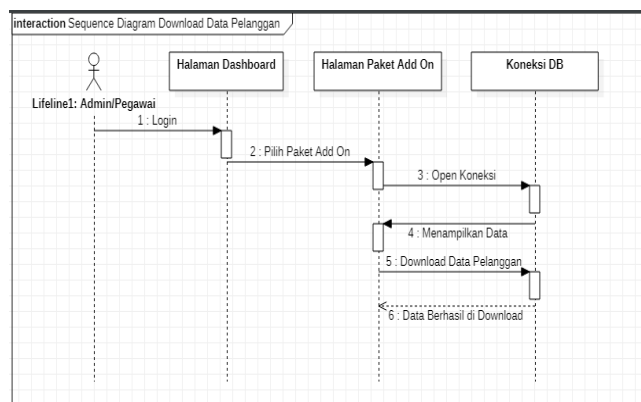 interaction Sequence Diagram Download Data Pelanggan
Halaman Dashboard
Halaman Paket Add On
Koneksi DB
Lifeline1: Admin/Pegawai
1 : Login
2 : Pilih Paket Add On
3 : Open Koneksi
4 : Menampilkan Data
5 : Download Data Pelanggan
6 : Data Berhasil di Download